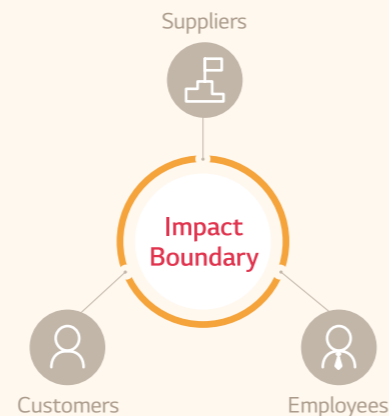 Suppliers
Impact
Boundary
Customers
Employees